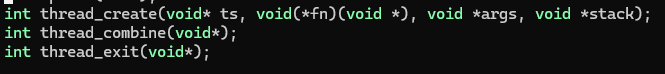 int thread_create(void* ts, void(*fn)(void *), void *args, void *stack);
int thread_combine(void*);
int thread_exit(void*);